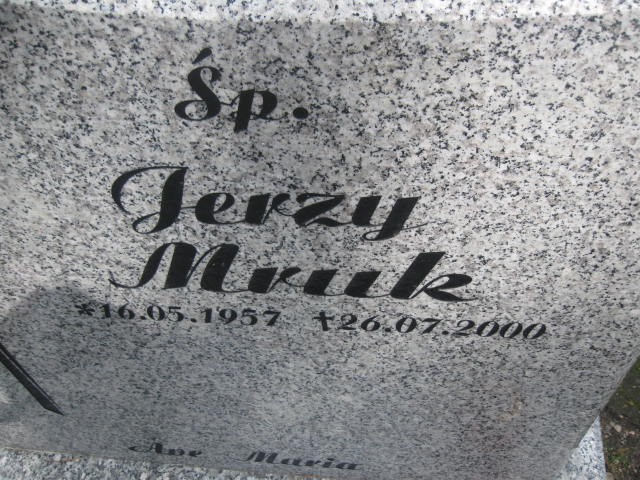 Śp.
Jerzy
Mruk
*16.05.1957 †26.07.2000
Ave Maria